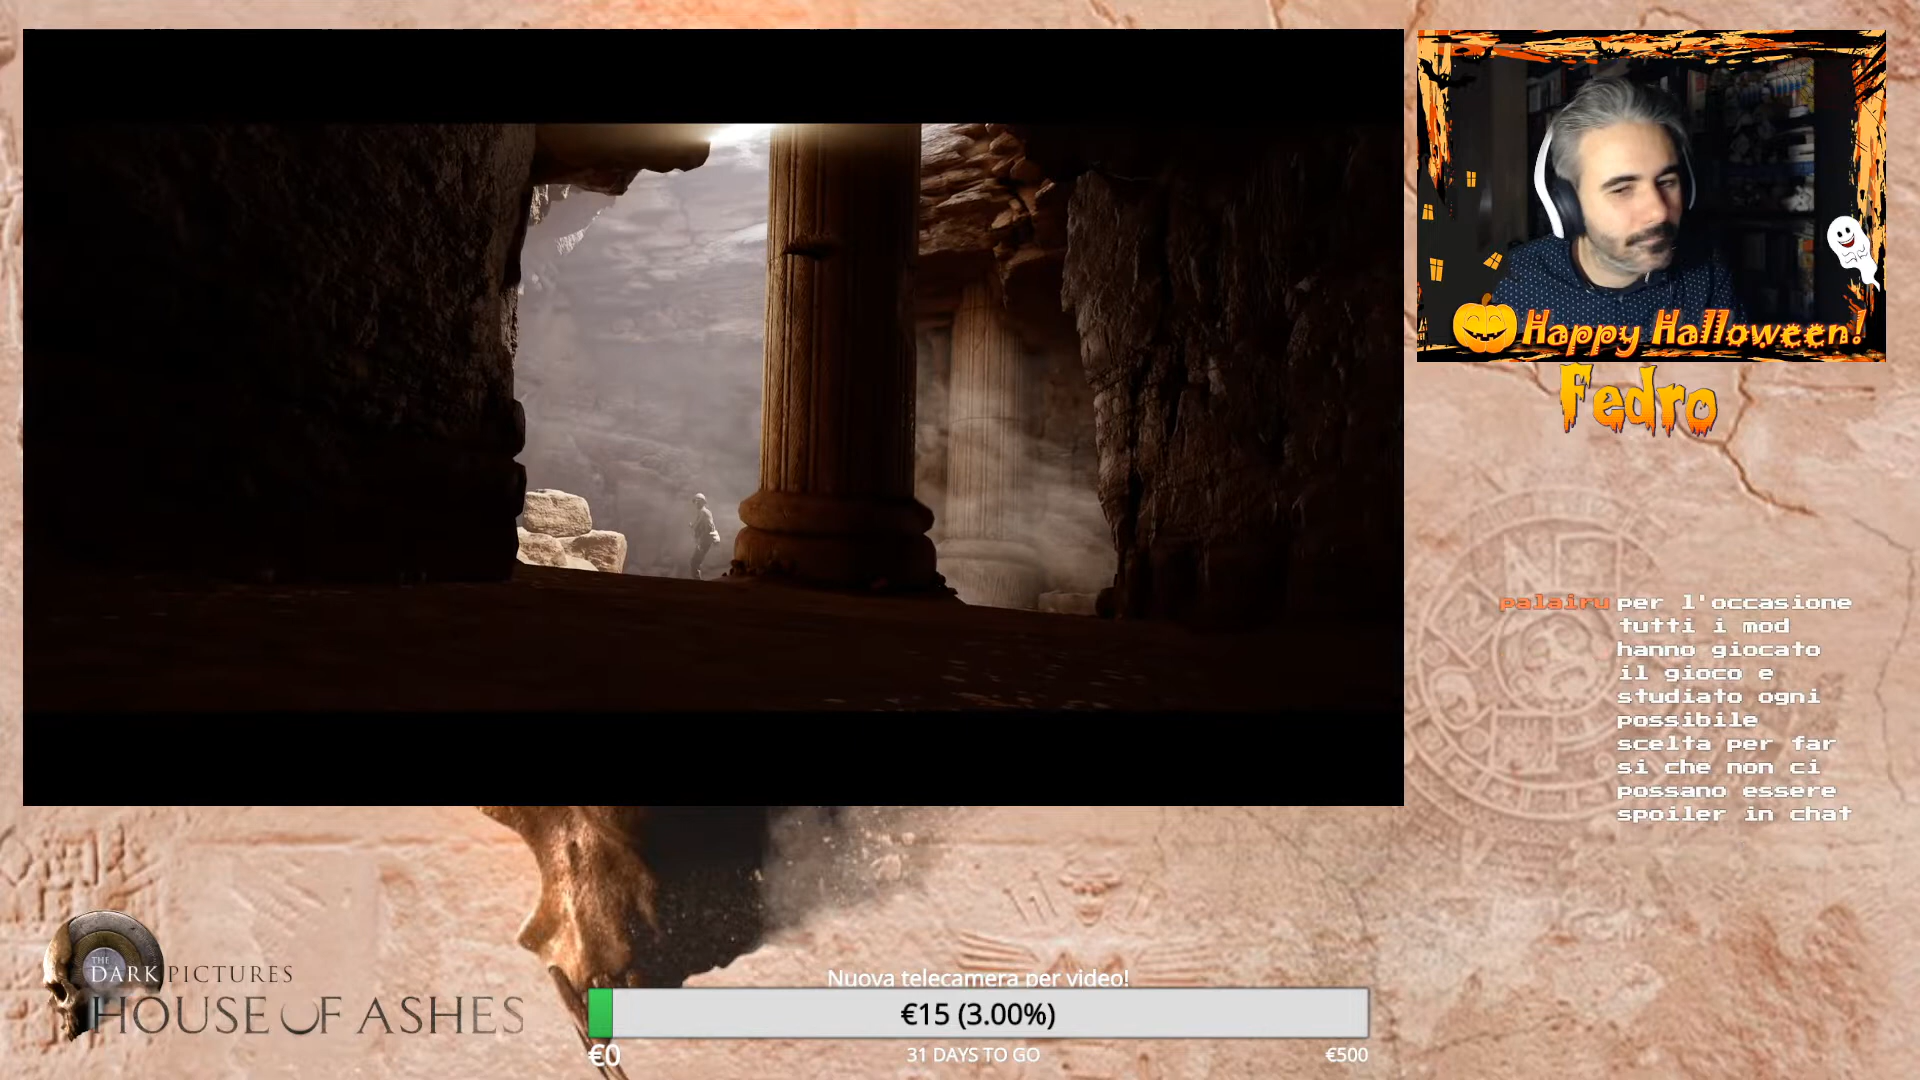 Happy Halloween!
Fedro
palairu per l'occasione
tutti i mod
hanno giocato
il gioco e
studiato ogni
possibile
scelta per far
si che non ci
possano essere
spoiler in chat
THE
DARK PICTURES
HOUSE OF ASHES
Nuova telecamera per video!
€15 (3.00%)
€0
31 DAYS TO GO
€500